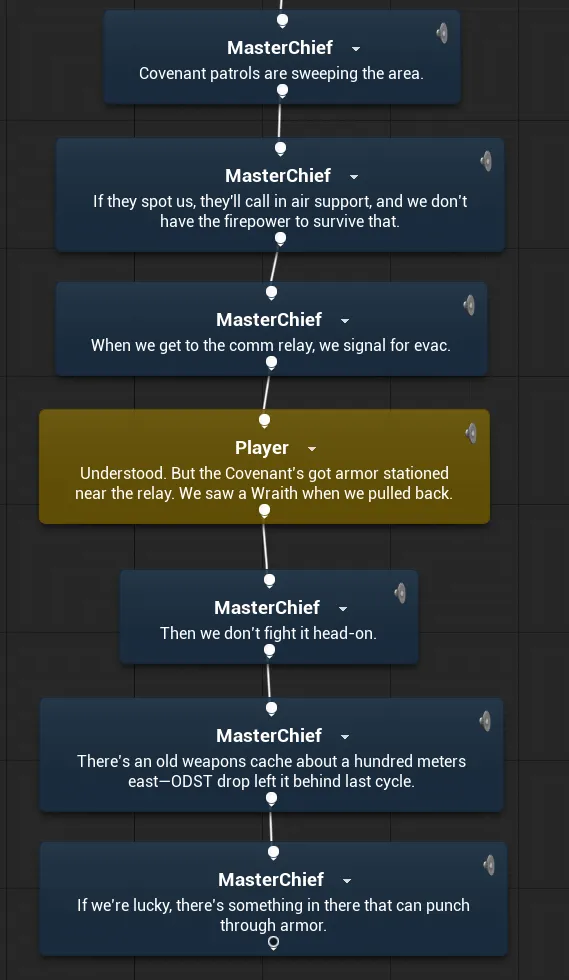 MasterChief
Covenant patrols are sweeping the area.
MasterChief
If they spot us, they'll call in air support, and we don't
have the firepower to survive that.
MasterChief
When we get to the comm relay, we signal for evac.
Player
Understood. But the Covenant's got armor stationed
near the relay. We saw a Wraith when we pulled back.
MasterChief
Then we don't fight it head-on.
MasterChief
There's an old weapons cache about a hundred meters
east—ODST drop left it behind last cycle.
MasterChief
If we're lucky, there's something in there that can punch
through armor.